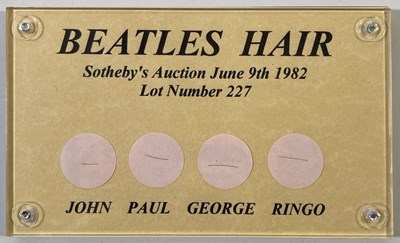 BEATLES HAIR
Sotheby's Auction June 9th 1982
Lot Number 227
JOHN PAUL GEORGE RINGO